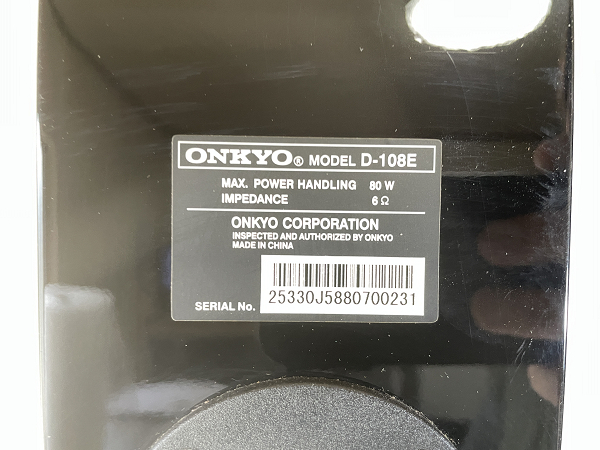 ONKYO® MODEL D-108E
MAX. POWER HANDLING 80 W
IMPEDANCE 6 Ω
ONKYO CORPORATION
INSPECTED AND AUTHORIZED BY ONKYO
MADE IN CHINA
25330J5880700231
SERIAL No.